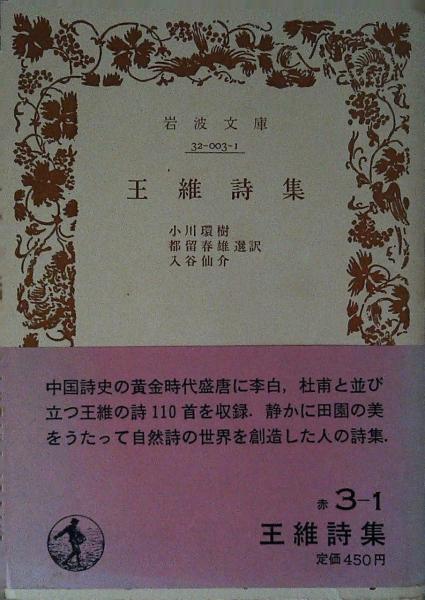 岩波文庫
32-003-1
王維詩集
小川環樹
都留春雄選訳
入谷仙介
中国詩史の黄金時代盛唐に李白，杜甫と並び
立つ王維の詩110首を収録．静かに田園の美
をうたって自然詩の世界を創造した人の詩集．
赤 3-1
王維詩集
定価450円